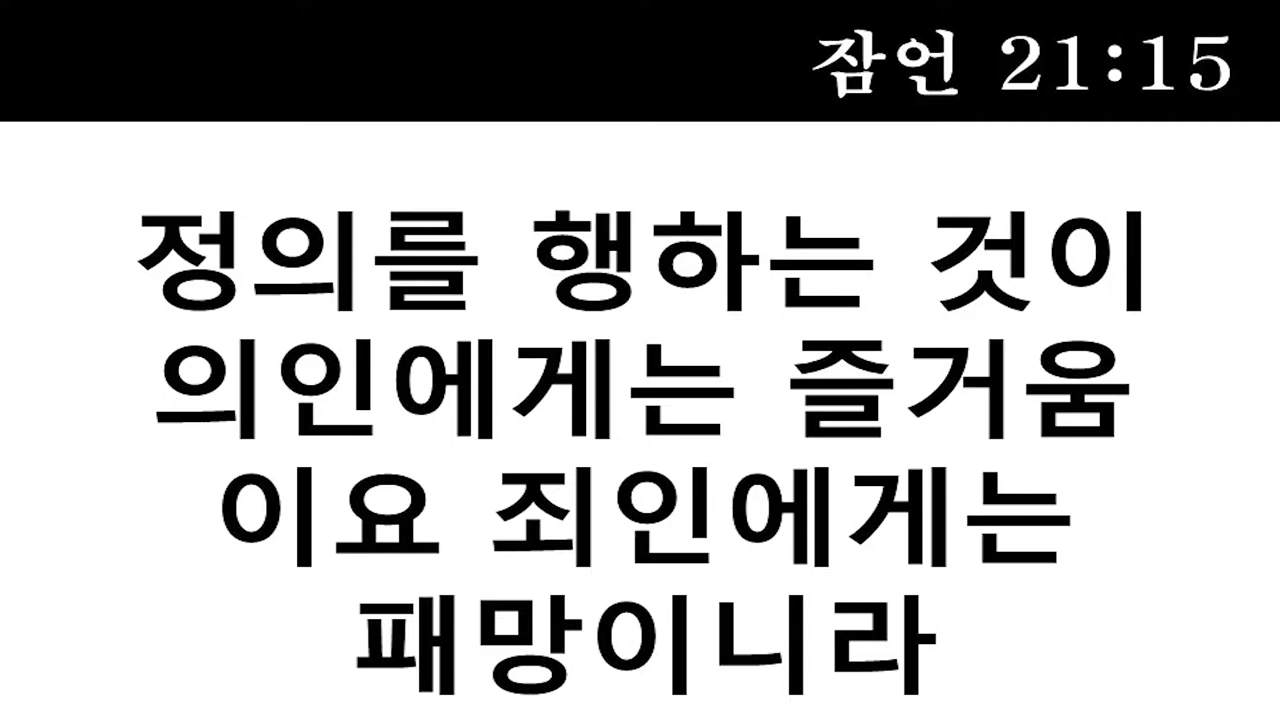 잠언 21:15
정의를 행하는 것이
의인에게는 즐거움
이요 죄인에게는
패망이니라